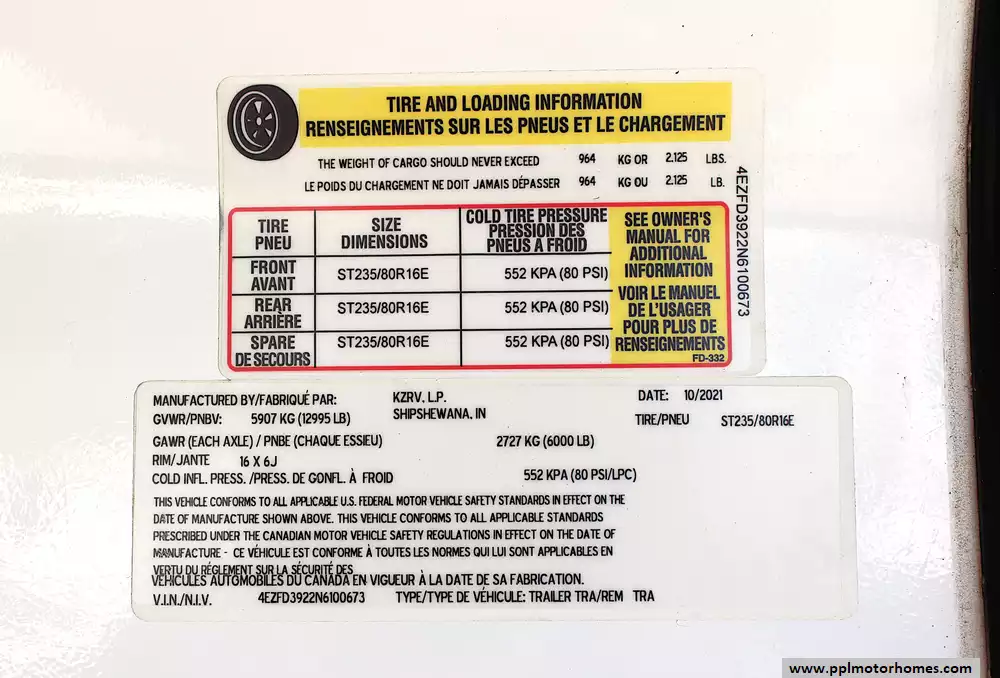 TIRE AND LOADING INFORMATION
RENSEIGNEMENTS SUR LES PNEUS ET LE CHARGEMENT
THE WEIGHT OF CARGO SHOULD NEVER EXCEED 964 KG OR 2.125 LBS.
LE POIDS DU CHARGEMENT NE DOIT JAMAIS DÉPASSER 964 KG OU 2.125 LB.
TIRE PNEU SIZE DIMENSIONS COLD TIRE PRESSURE PRESSION DES PNEUS A FROID
FRONT AVANT ST235/80R16E 552 KPA (80 PSI)
REAR ARRIÈRE ST235/80R16E 552 KPA (80 PSI)
SPARE DE SECOURS ST235/80R16E 552 KPA (80 PSI)
SEE OWNER'S
MANUAL FOR
ADDITIONAL
INFORMATION
VOIR LE MANUEL
DE L'USAGER
POUR PLUS DE
RENSEIGNEMENTS
FD-332
4EZFD3922N6100673
MANUFACTURED BY/FABRIQUÉ PAR: KZRV, L.P. DATE: 10/2021
GVWR/PNBV: 5907 KG (12995 LB) SHIPSHEWANA, IN TIRE/PNEU ST235/80R16E
GAWR (EACH AXLE) / PNBE (CHAQUE ESSIEU) 2727 KG (6000 LB)
RIM/JANTE 16 X 6J
COLD INFL. PRESS. /PRESS. DE GONFL. À FROID 552 KPA (80 PSI/LPC)
THIS VEHICLE CONFORMS TO ALL APPLICABLE U.S. FEDERAL MOTOR VEHICLE SAFETY STANDARDS IN EFFECT ON THE
DATE OF MANUFACTURE SHOWN ABOVE. THIS VEHICLE CONFORMS TO ALL APPLICABLE STANDARDS
PRESCRIBED UNDER THE CANADIAN MOTOR VEHICLE SAFETY REGULATIONS IN EFFECT ON THE DATE OF
MANUFACTURE - CE VÉHICULE EST CONFORME À TOUTES LES NORMES QUI LUI SONT APPLICABLES EN
VERTU DU RÉGLEMENT SUR LA SÉCURITÉ DES
VÉHICULES AUTOMOBILES DU CANADA EN VIGUEUR À LA DATE DE SA FABRICATION.
V.I.N./N.I.V. 4EZFD3922N6100673 TYPE/TYPE DE VÉHICULE: TRAILER TRA/REM TRA
www.pplmotorhomes.com